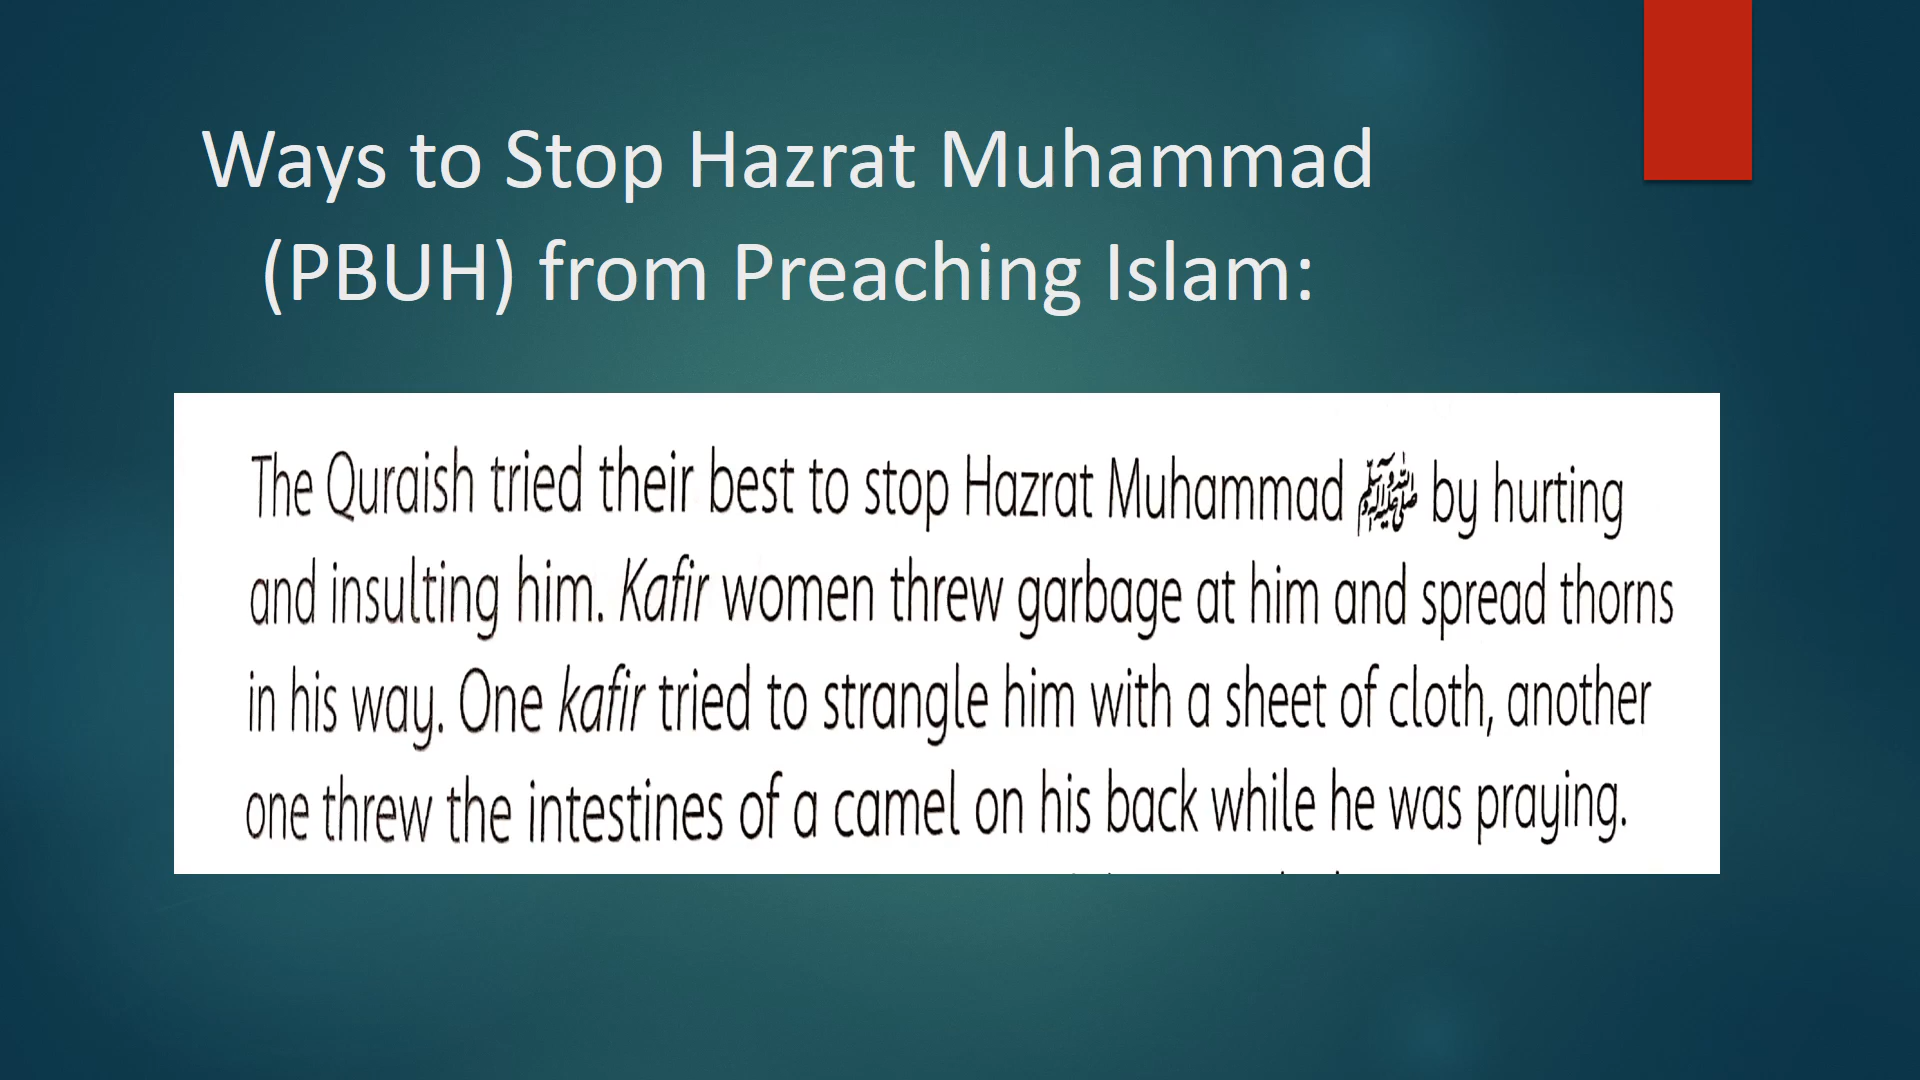 Ways to Stop Hazrat Muhammad
(PBUH) from Preaching Islam:
The Quraish tried their best to stop Hazrat Muhammad ﷺ by hurting
and insulting him. Kafir women threw garbage at him and spread thorns
in his way. One kafir tried to strangle him with a sheet of cloth, another
one threw the intestines of a camel on his back while he was praying.